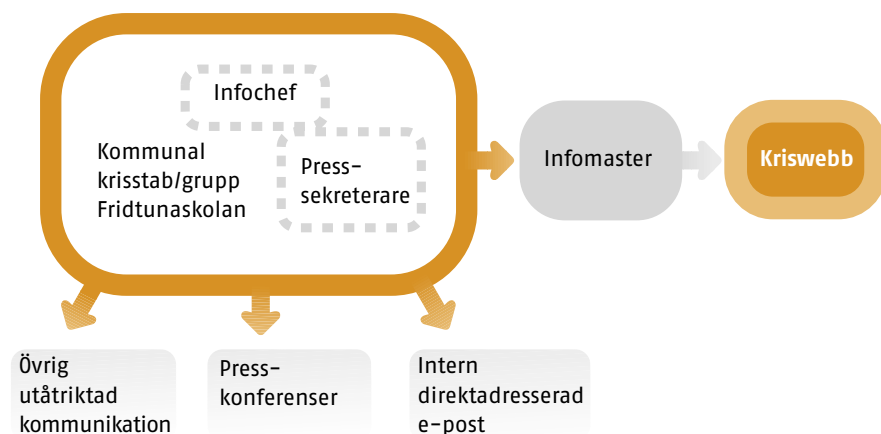 Infochef
Kommunal
krisstab/grupp
Fridtunaskolan
Press-
sekreterare
Infomaster
Kriswebb
Övrig
utåtriktad
kommunikation
Press-
konferenser
Intern
direktadresserad
e-post